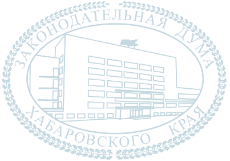 ЗАКОНОДАТЕЛЬНАЯ ДУМА
ХАБАРОВСКОГО КРАЯ